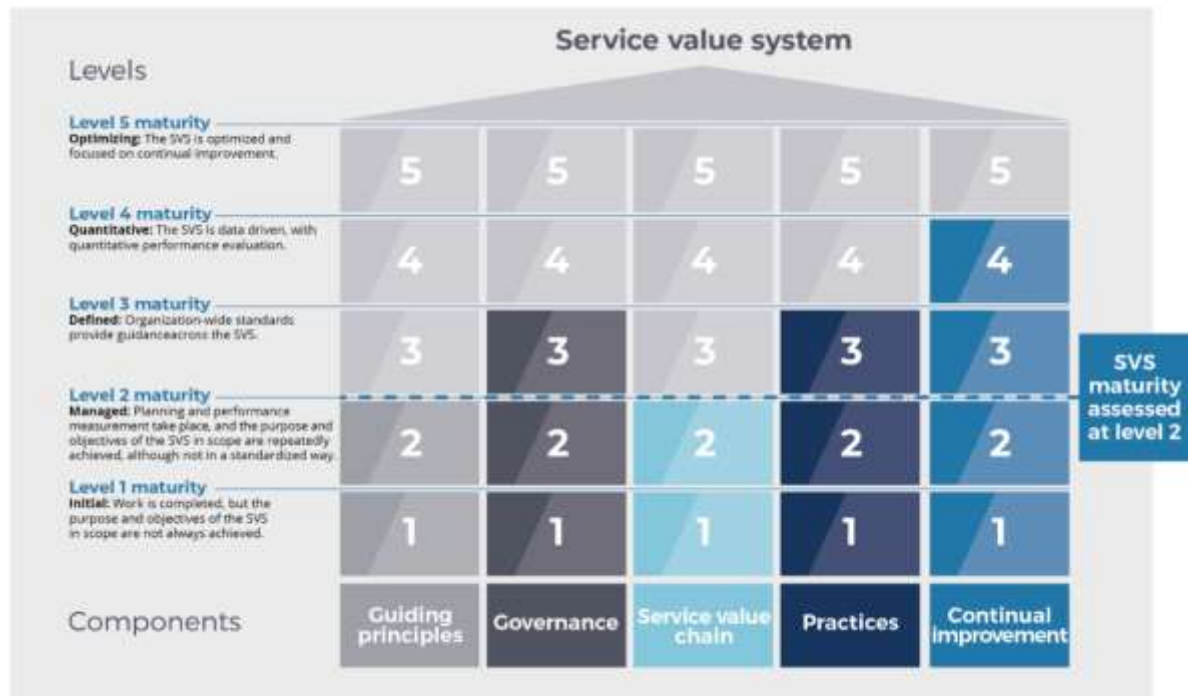 Service value system
Levels
Level 5 maturity
Optimizing: The SVS is optimized and
focused on continual improvement.
5 5 5 5 5
Level 4 maturity
Quantitative: The SVS is data driven, with
quantitative performance evaluation.
4 4 4 4 4
Level 3 maturity
Defined: Organization-wide standards
provide guidanceacross the SVS.
3 3 3 3 3
SVS
maturity
assessed
at level 2
Level 2 maturity
Managed: Planning and performance
measurement take place, and the purpose and
objectives of the SVS in scope are repeatedly
achieved, although not in a standardized way.
2 2 2 2 2
Level 1 maturity
Initial: Work is completed, but the
purpose and objectives of the SVS
in scope are not always achieved.
1 1 1 1 1
Components
Guiding
principles
Governance
Service value
chain
Practices
Continual
improvement